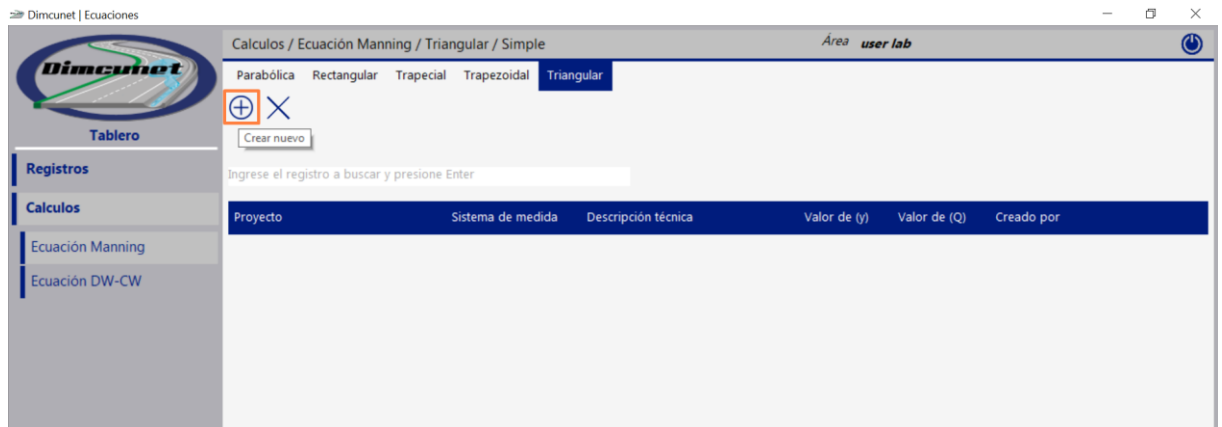 Dimcunet | Ecuaciones
Dimcunet
Calculos / Ecuación Manning / Triangular / Simple
Área user lab
Parabólica Rectangular Trapecial Trapezoidal Triangular
Tablero
Crear nuevo
Registros
Ingrese el registro a buscar y presione Enter
Calculos
Proyecto Sistema de medida Descripción técnica Valor de (y) Valor de (Q) Creado por
Ecuación Manning
Ecuación DW-CW